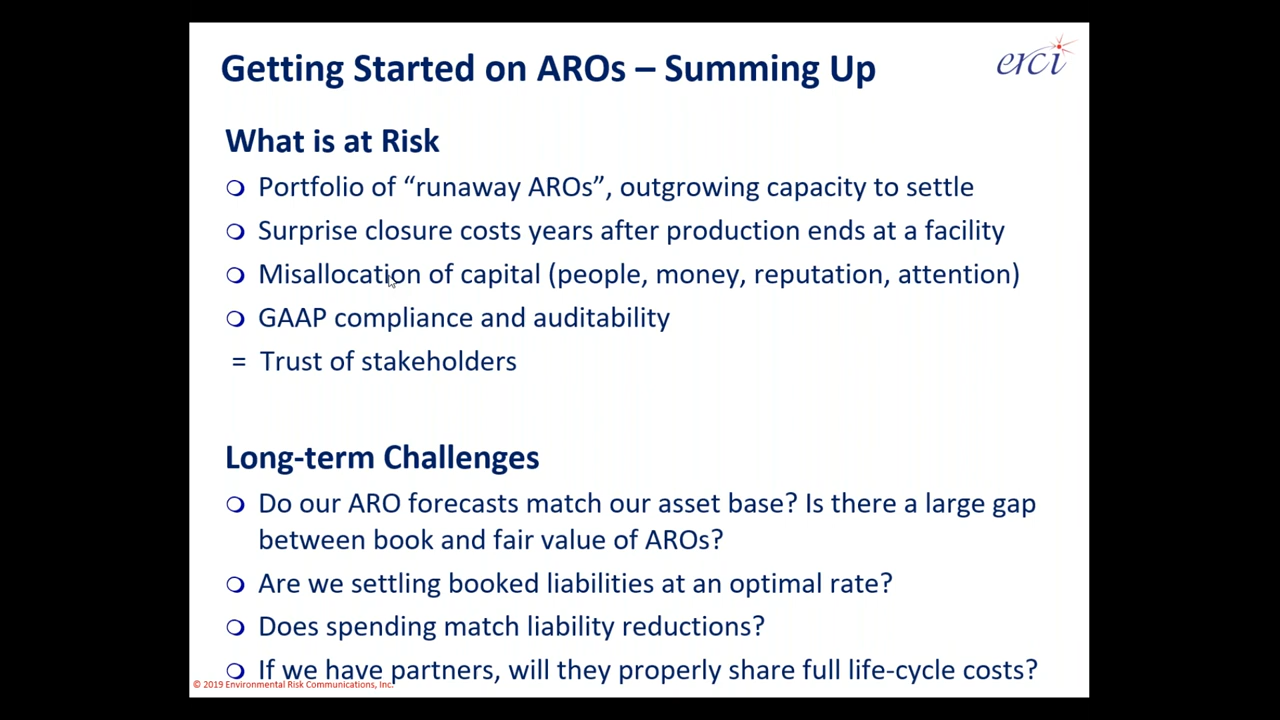 Getting Started on AROs – Summing Up
erci
What is at Risk
❍ Portfolio of “runaway AROs”, outgrowing capacity to settle
❍ Surprise closure costs years after production ends at a facility
❍ Misallocation of capital (people, money, reputation, attention)
❍ GAAP compliance and auditability
= Trust of stakeholders
Long-term Challenges
❍ Do our ARO forecasts match our asset base? Is there a large gap
between book and fair value of AROs?
❍ Are we settling booked liabilities at an optimal rate?
❍ Does spending match liability reductions?
❍ If we have partners, will they properly share full life-cycle costs?
© 2019 Environmental Risk Communications, Inc.